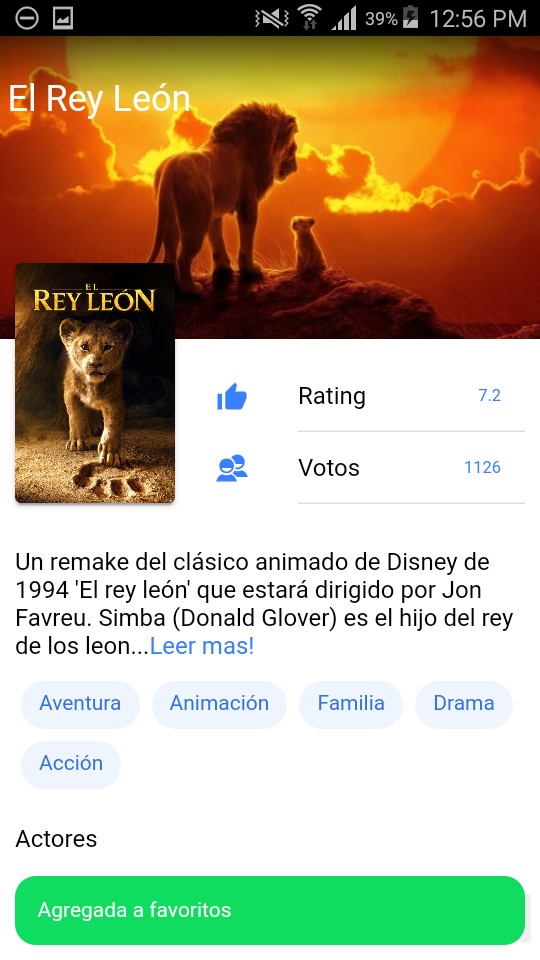 39% 12:56 PM
El Rey León
EL
REY LEÓN
Rating 7.2
Votos 1126
Un remake del clásico animado de Disney de
1994 'El rey león' que estará dirigido por Jon
Favreu. Simba (Donald Glover) es el hijo del rey
de los leon...Leer mas!
Aventura Animación Familia Drama
Acción
Actores
Agregada a favoritos